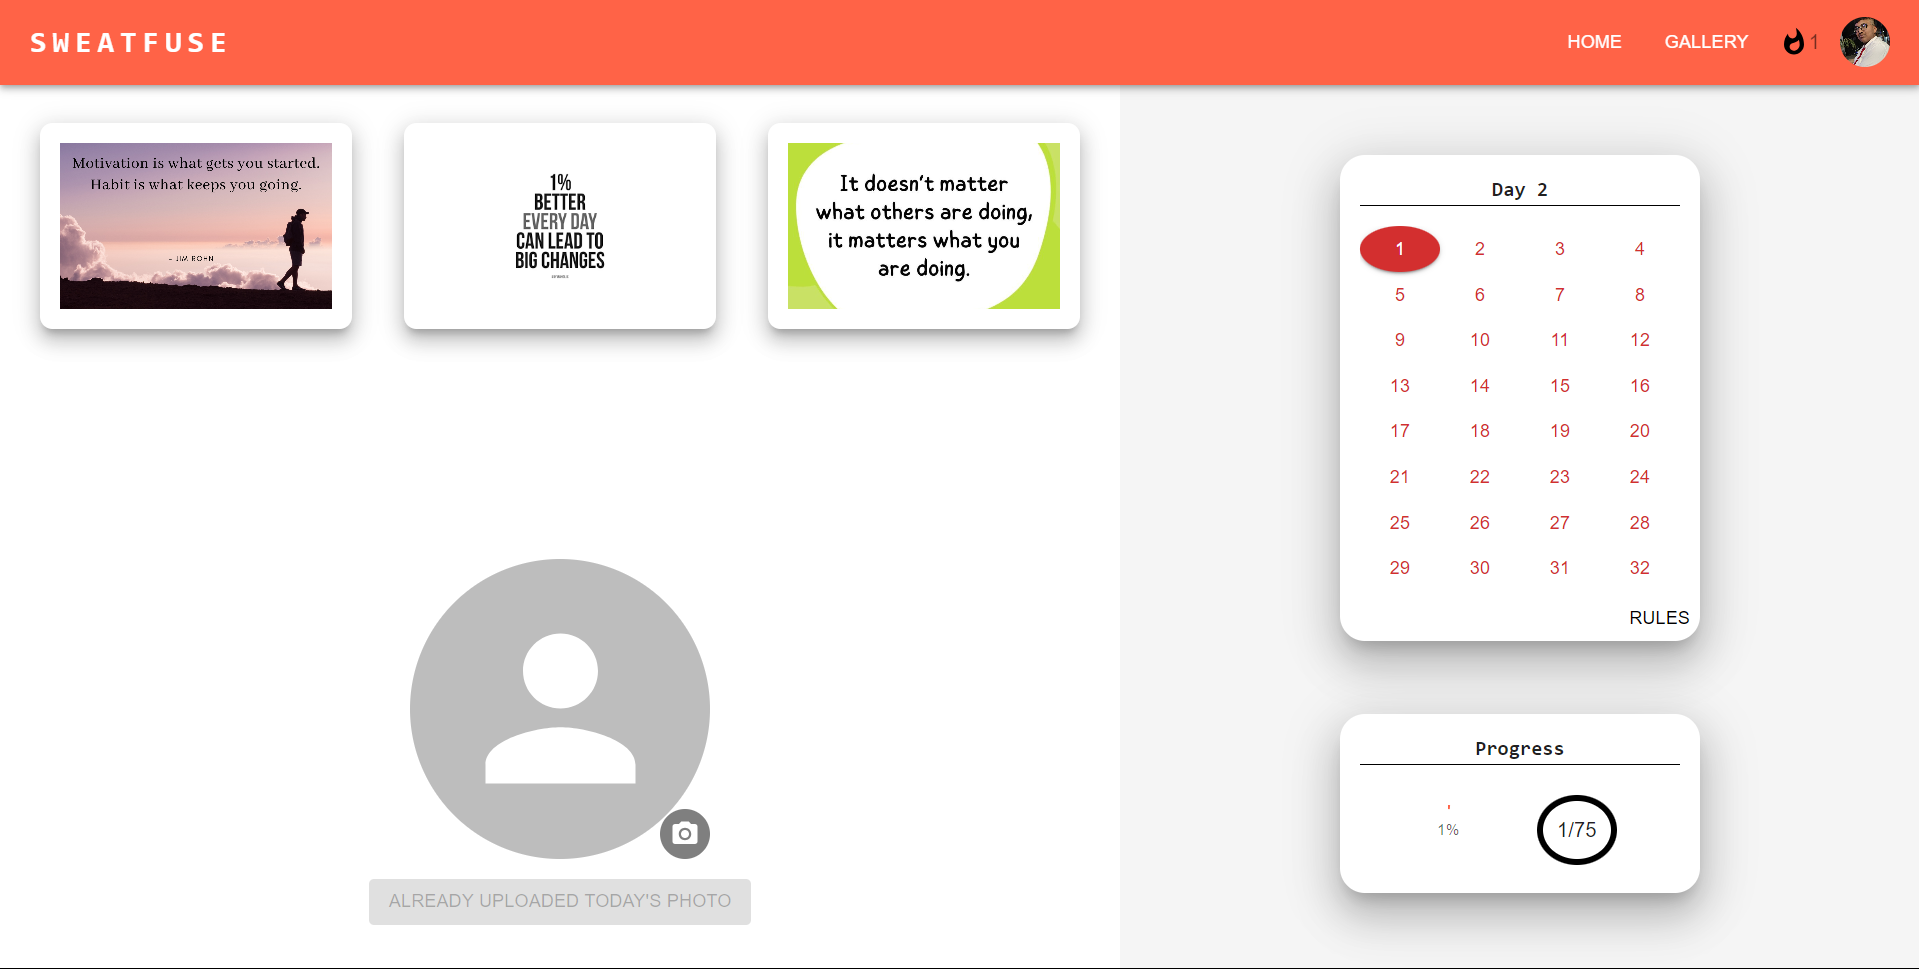 SWEATFUSE
HOME
GALLERY
1
Motivation is what gets you started.
Habit is what keeps you going.
- JIM ROHN
1%
BETTER
EVERY DAY
CAN LEAD TO
BIG CHANGES
It doesn't matter
what others are doing,
it matters what you
are doing.
ALREADY UPLOADED TODAY'S PHOTO
Day 2
1 2 3 4
5 6 7 8
9 10 11 12
13 14 15 16
17 18 19 20
21 22 23 24
25 26 27 28
29 30 31 32
RULES
Progress
1%
1/75